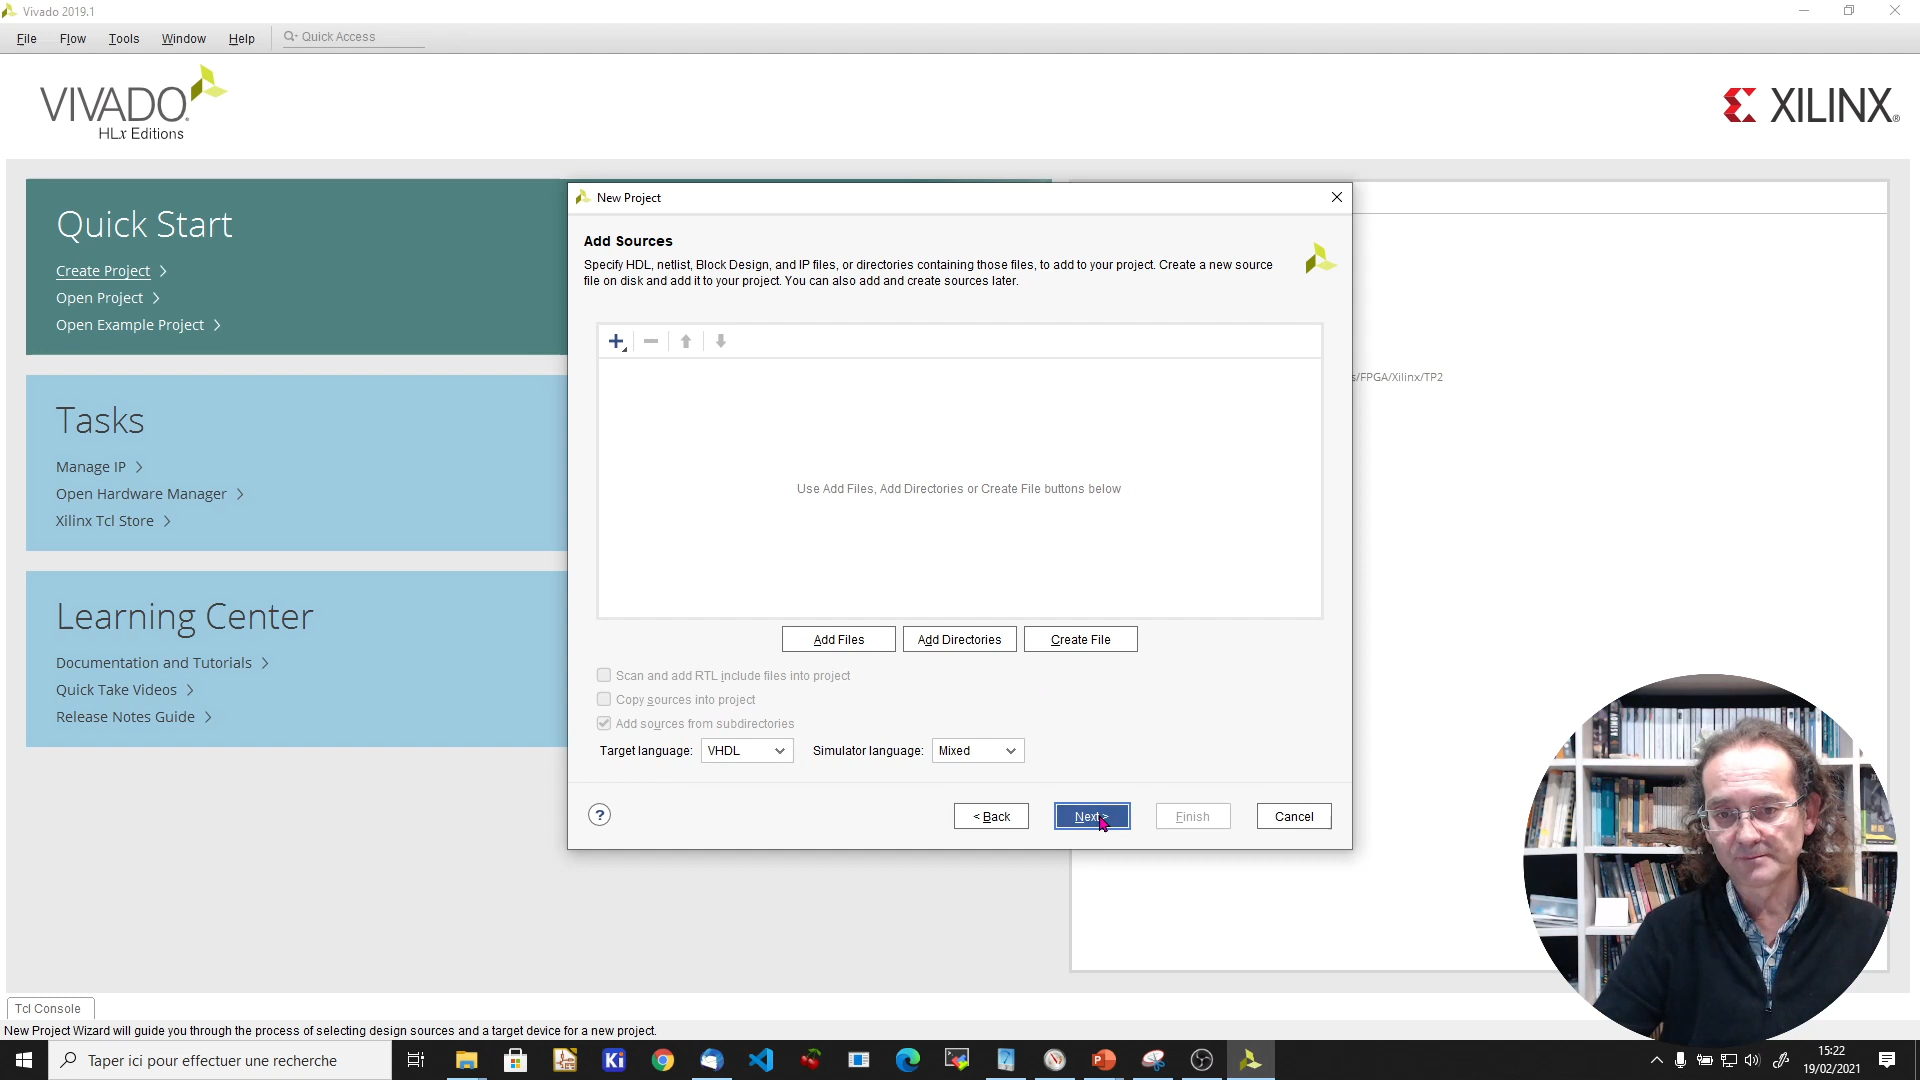 Vivado 2019.1
File Flow Tools Window Help Quick Access
VIVADO®
HLx Editions
XILINX®
Quick Start
Create Project
Open Project
Open Example Project
Tasks
Manage IP
Open Hardware Manager
Xilinx Tcl Store
Learning Center
Documentation and Tutorials
Quick Take Videos
Release Notes Guide
New Project
Add Sources
Specify HDL, netlist, Block Design, and IP files, or directories containing those files, to add to your project. Create a new source
file on disk and add it to your project. You can also add and create sources later.
s/FPGA/Xilinx/TP2
Use Add Files, Add Directories or Create File buttons below
Add Files Add Directories Create File
Scan and add RTL include files into project
Copy sources into project
Add sources from subdirectories
Target language: VHDL Simulator language: Mixed
? < Back Next > Finish Cancel
Tcl Console
New Project Wizard will guide you through the process of selecting design sources and a target device for a new project.
Taper ici pour effectuer une recherche
Ki
15:22
19/02/2021